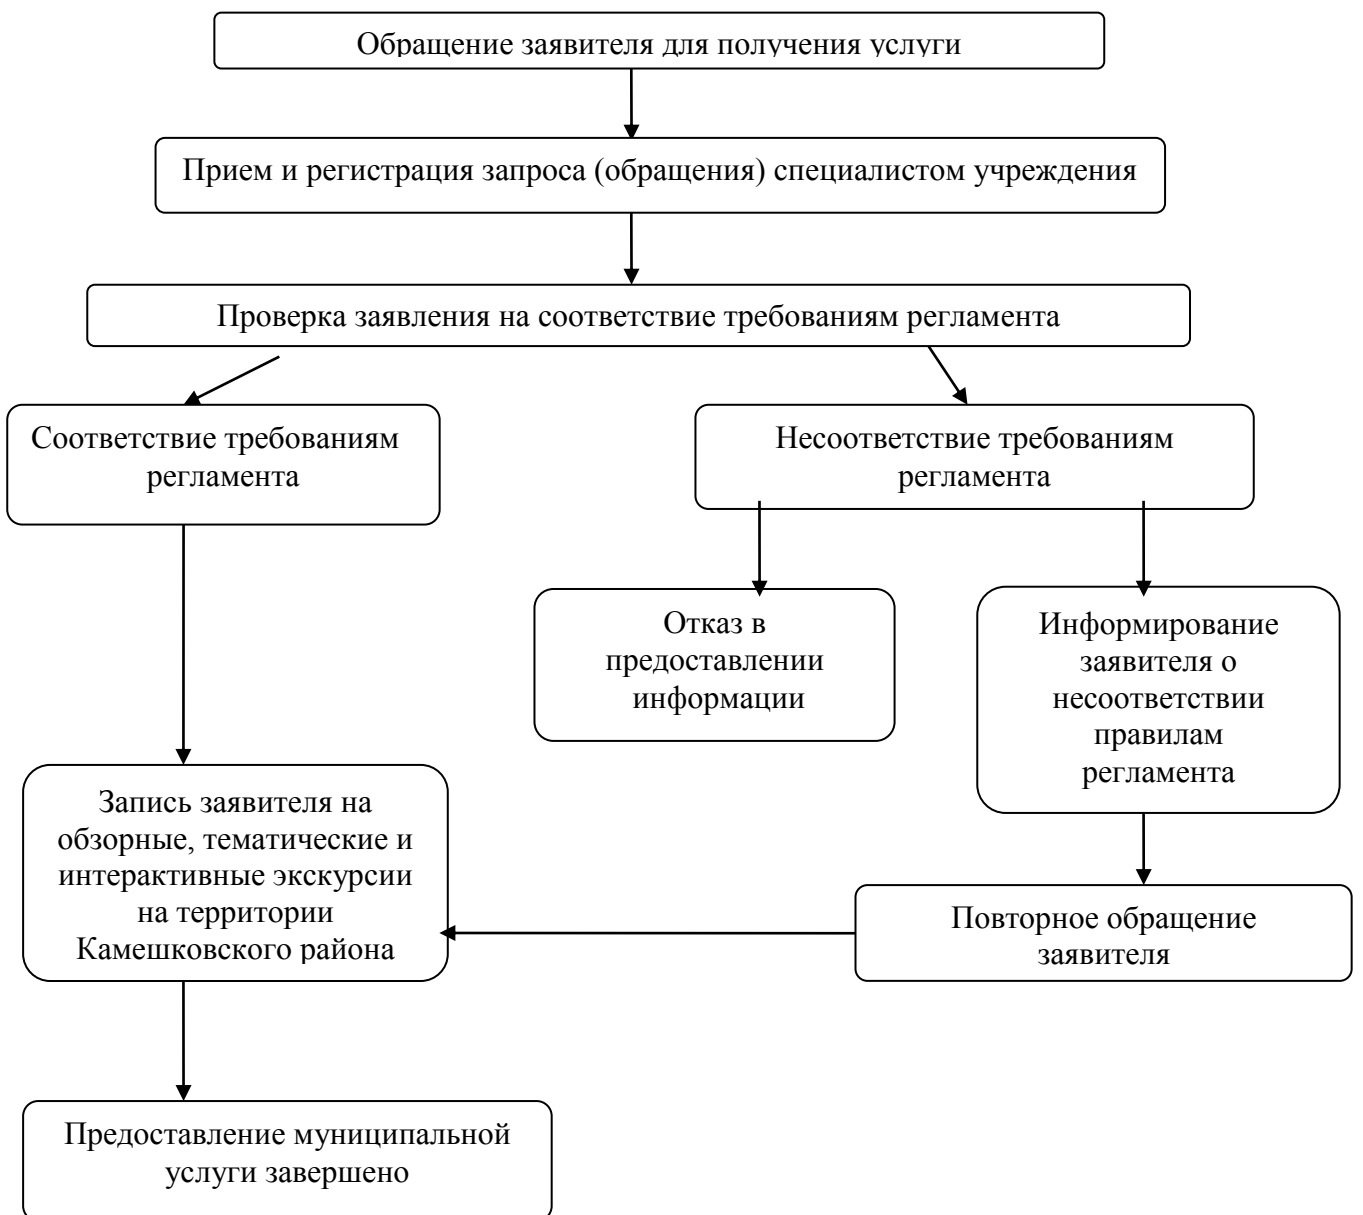 Обращение заявителя для получения услуги
Прием и регистрация запроса (обращения) специалистом учреждения
Проверка заявления на соответствие требованиям регламента
Соответствие требованиям
регламента
Несоответствие требованиям
регламента
Отказ в
предоставлении
информации
Информирование
заявителя о
несоответствии
правилам
регламента
Запись заявителя на
обзорные, тематические и
интерактивные экскурсии
на территории
Камешковского района
Повторное обращение
заявителя
Предоставление муниципальной
услуги завершено